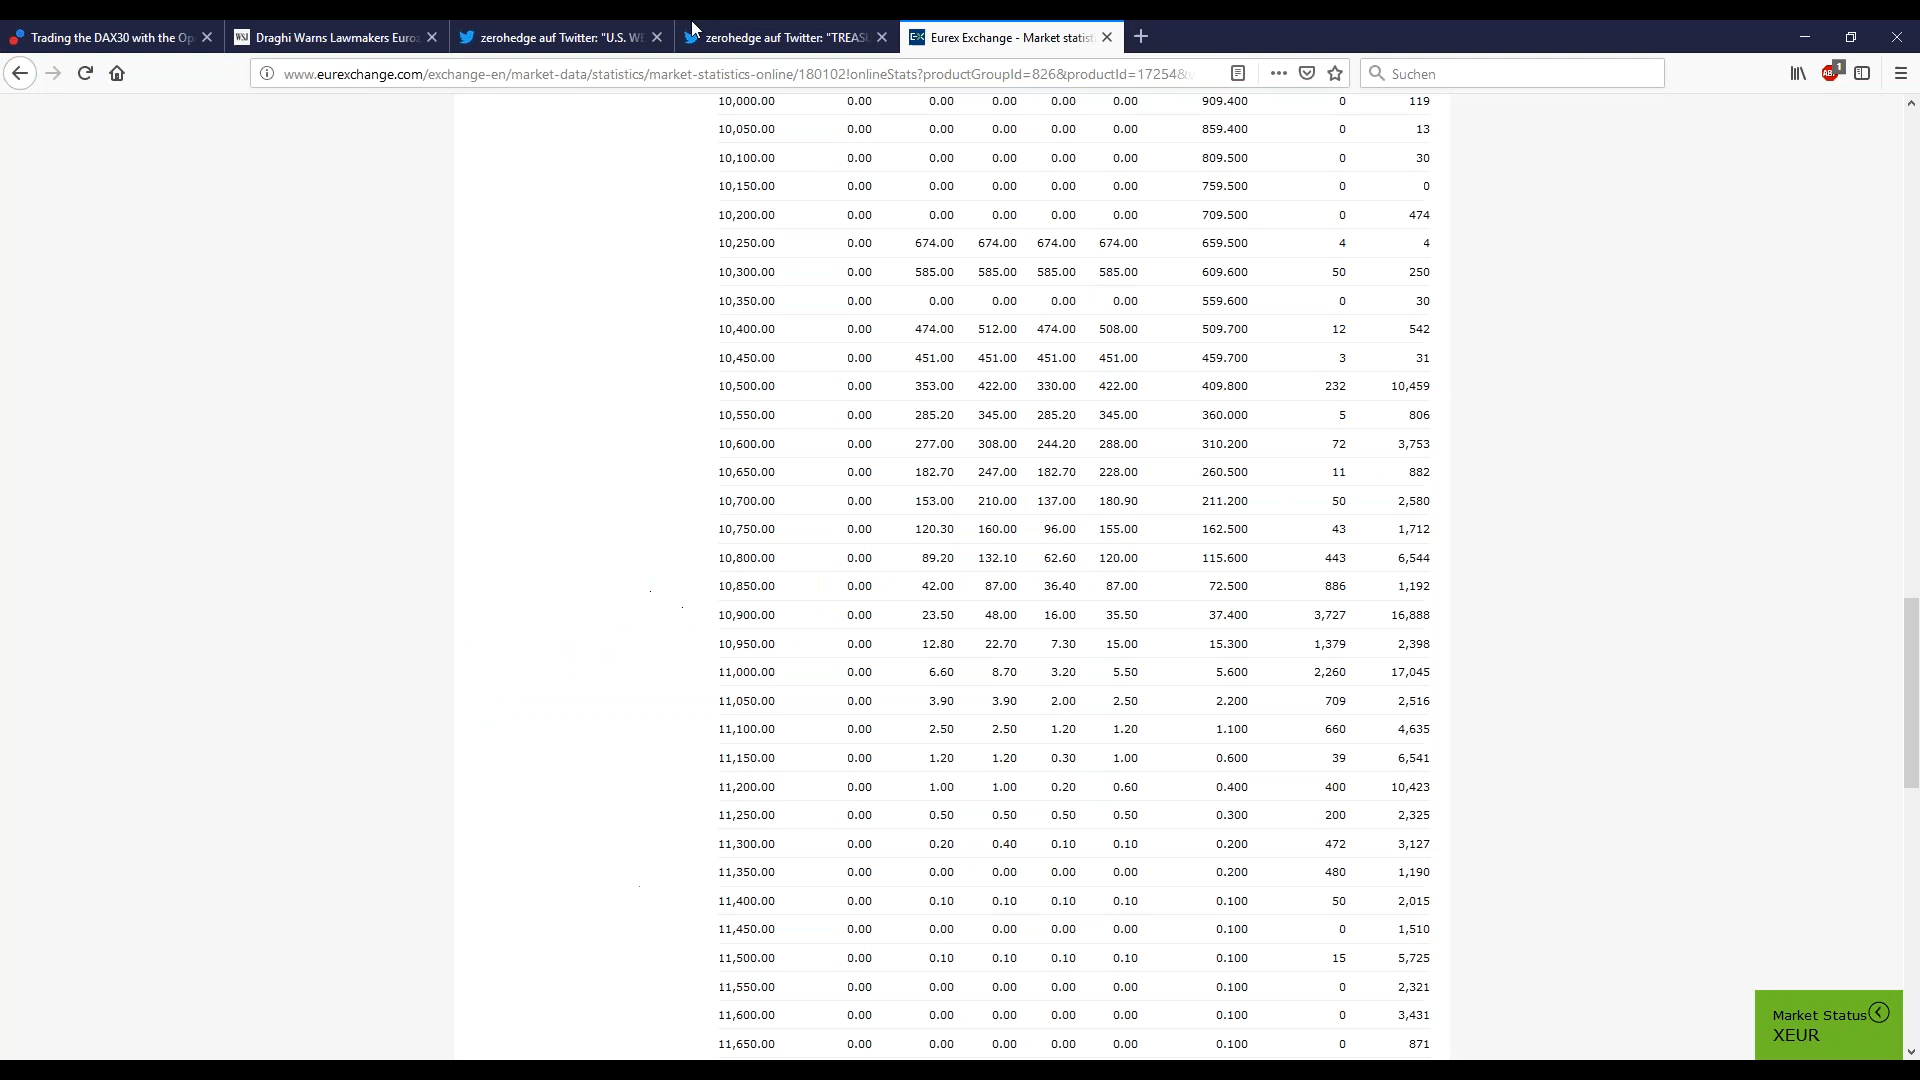 Trading the DAX30 with the Op
Draghi Warns Lawmakers Euroz
zerohedge auf Twitter: "U.S. WE
zerohedge auf Twitter: "TREAS
Eurex Exchange - Market statist
www.eurexchange.com/exchange-en/market-data/statistics/market-statistics-online/180102!onlineStats?productGroupId=826&productId=17254&
Suchen
10,000.00 0.00 0.00 0.00 0.00 0.00 909.400 0 119
10,050.00 0.00 0.00 0.00 0.00 0.00 859.400 0 13
10,100.00 0.00 0.00 0.00 0.00 0.00 809.500 0 30
10,150.00 0.00 0.00 0.00 0.00 0.00 759.500 0 0
10,200.00 0.00 0.00 0.00 0.00 0.00 709.500 0 474
10,250.00 0.00 674.00 674.00 674.00 674.00 659.500 4 4
10,300.00 0.00 585.00 585.00 585.00 585.00 609.600 50 250
10,350.00 0.00 0.00 0.00 0.00 0.00 559.600 0 30
10,400.00 0.00 474.00 512.00 474.00 508.00 509.700 12 542
10,450.00 0.00 451.00 451.00 451.00 451.00 459.700 3 31
10,500.00 0.00 353.00 422.00 330.00 422.00 409.800 232 10,459
10,550.00 0.00 285.20 345.00 285.20 345.00 360.000 5 806
10,600.00 0.00 277.00 308.00 244.20 288.00 310.200 72 3,753
10,650.00 0.00 182.70 247.00 182.70 228.00 260.500 11 882
10,700.00 0.00 153.00 210.00 137.00 180.90 211.200 50 2,580
10,750.00 0.00 120.30 160.00 96.00 155.00 162.500 43 1,712
10,800.00 0.00 89.20 132.10 62.60 120.00 115.600 443 6,544
10,850.00 0.00 42.00 87.00 36.40 87.00 72.500 886 1,192
10,900.00 0.00 23.50 48.00 16.00 35.50 37.400 3,727 16,888
10,950.00 0.00 12.80 22.70 7.30 15.00 15.300 1,379 2,398
11,000.00 0.00 6.60 8.70 3.20 5.50 5.600 2,260 17,045
11,050.00 0.00 3.90 3.90 2.00 2.50 2.200 709 2,516
11,100.00 0.00 2.50 2.50 1.20 1.20 1.100 660 4,635
11,150.00 0.00 1.20 1.20 0.30 1.00 0.600 39 6,541
11,200.00 0.00 1.00 1.00 0.20 0.60 0.400 400 10,423
11,250.00 0.00 0.50 0.50 0.50 0.50 0.300 200 2,325
11,300.00 0.00 0.20 0.40 0.10 0.10 0.200 472 3,127
11,350.00 0.00 0.00 0.00 0.00 0.00 0.200 480 1,190
11,400.00 0.00 0.10 0.10 0.10 0.10 0.100 50 2,015
11,450.00 0.00 0.00 0.00 0.00 0.00 0.100 0 1,510
11,500.00 0.00 0.10 0.10 0.10 0.10 0.100 15 5,725
11,550.00 0.00 0.00 0.00 0.00 0.00 0.100 0 2,321
11,600.00 0.00 0.00 0.00 0.00 0.00 0.100 0 3,431
11,650.00 0.00 0.00 0.00 0.00 0.00 0.100 0 871
Market Status
XEUR